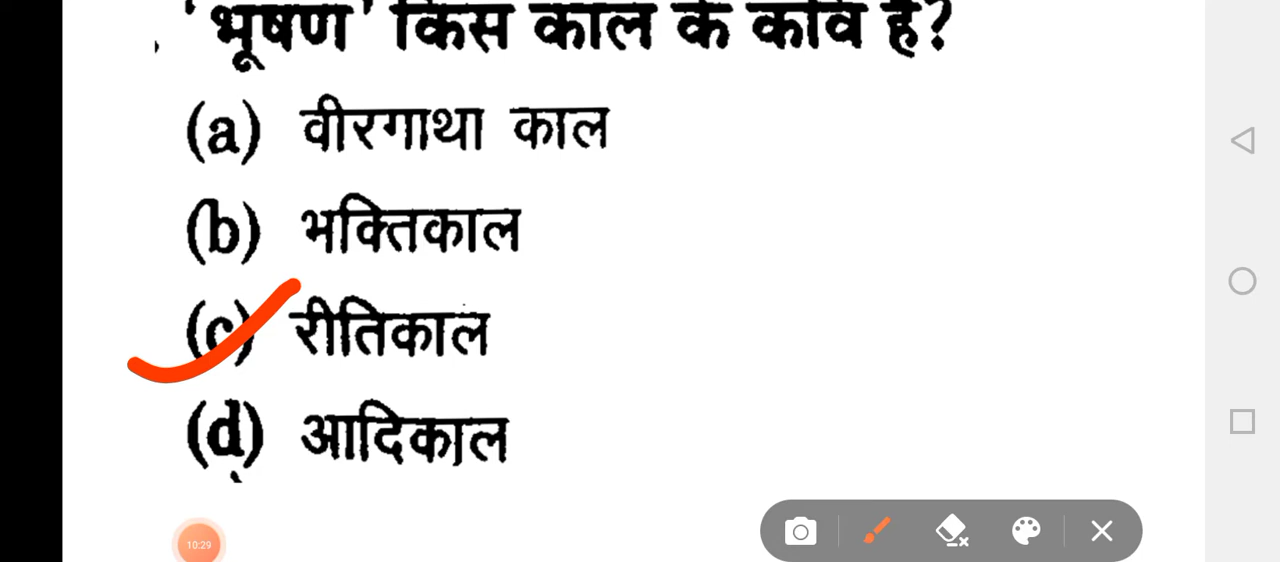 'भूषण' किस काल के कवि हैं?
(a) वीरगाथा काल
(b) भक्तिकाल
(c) रीतिकाल
(d) आदिकाल
10:29